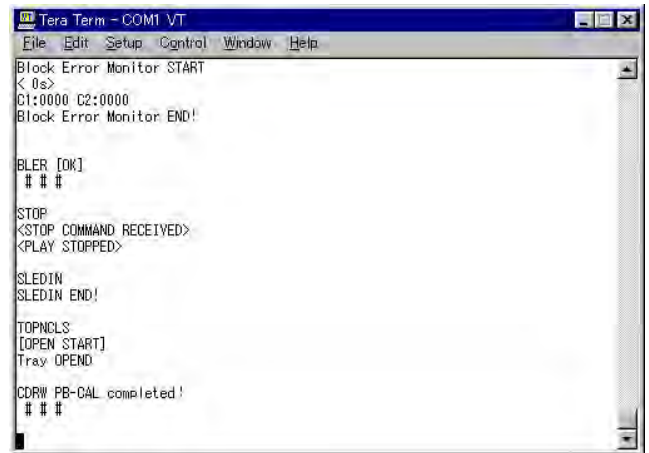 Tera Term - COM1 VT
File Edit Setup Control Window Help
Block Error Monitor START
< 0s>
C1:0000 C2:0000
Block Error Monitor END!
BLER [OK]
# # #
STOP
<STOP COMMAND RECEIVED>
<PLAY STOPPED>
SLEDIN
SLEDIN END!
TOPNCLS
[OPEN START]
Tray OPEND
CDRW PB-CAL completed!
# # #